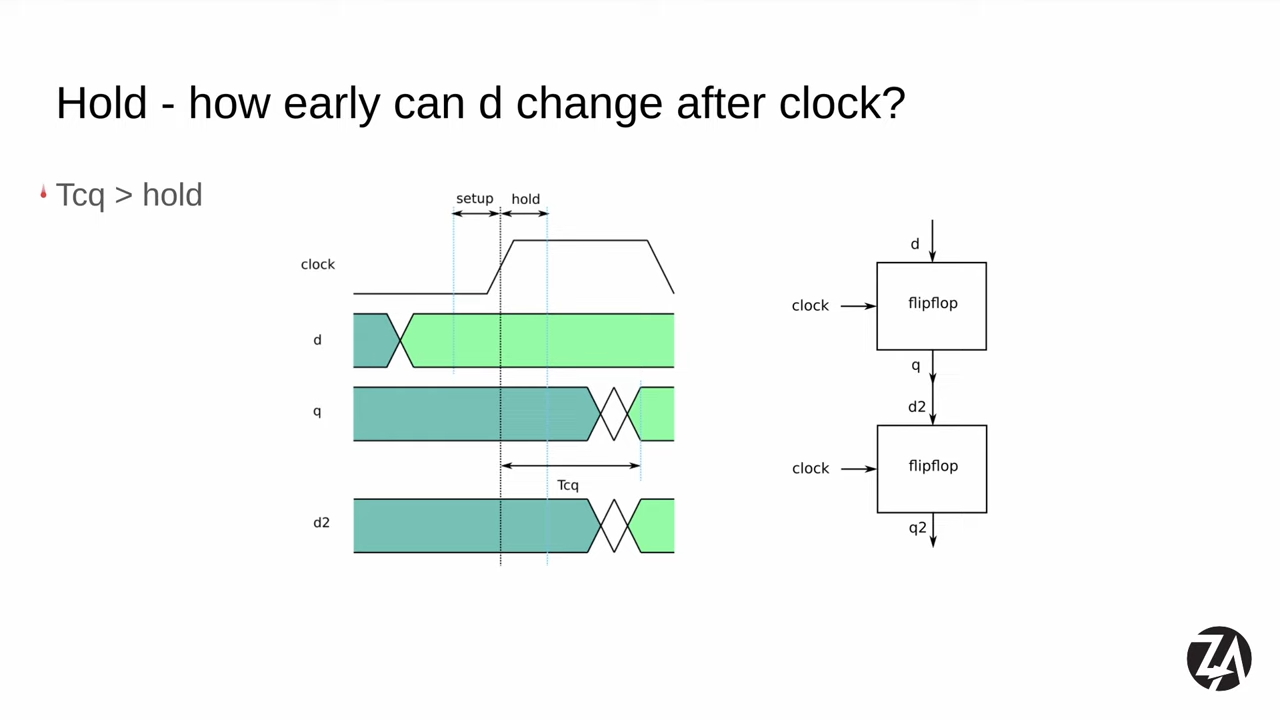 Hold - how early can d change after clock?
Tcq > hold
setup hold
clock
d
q
Tcq
d2
d
clock flipflop
q
d2
clock flipflop
q2
ZA